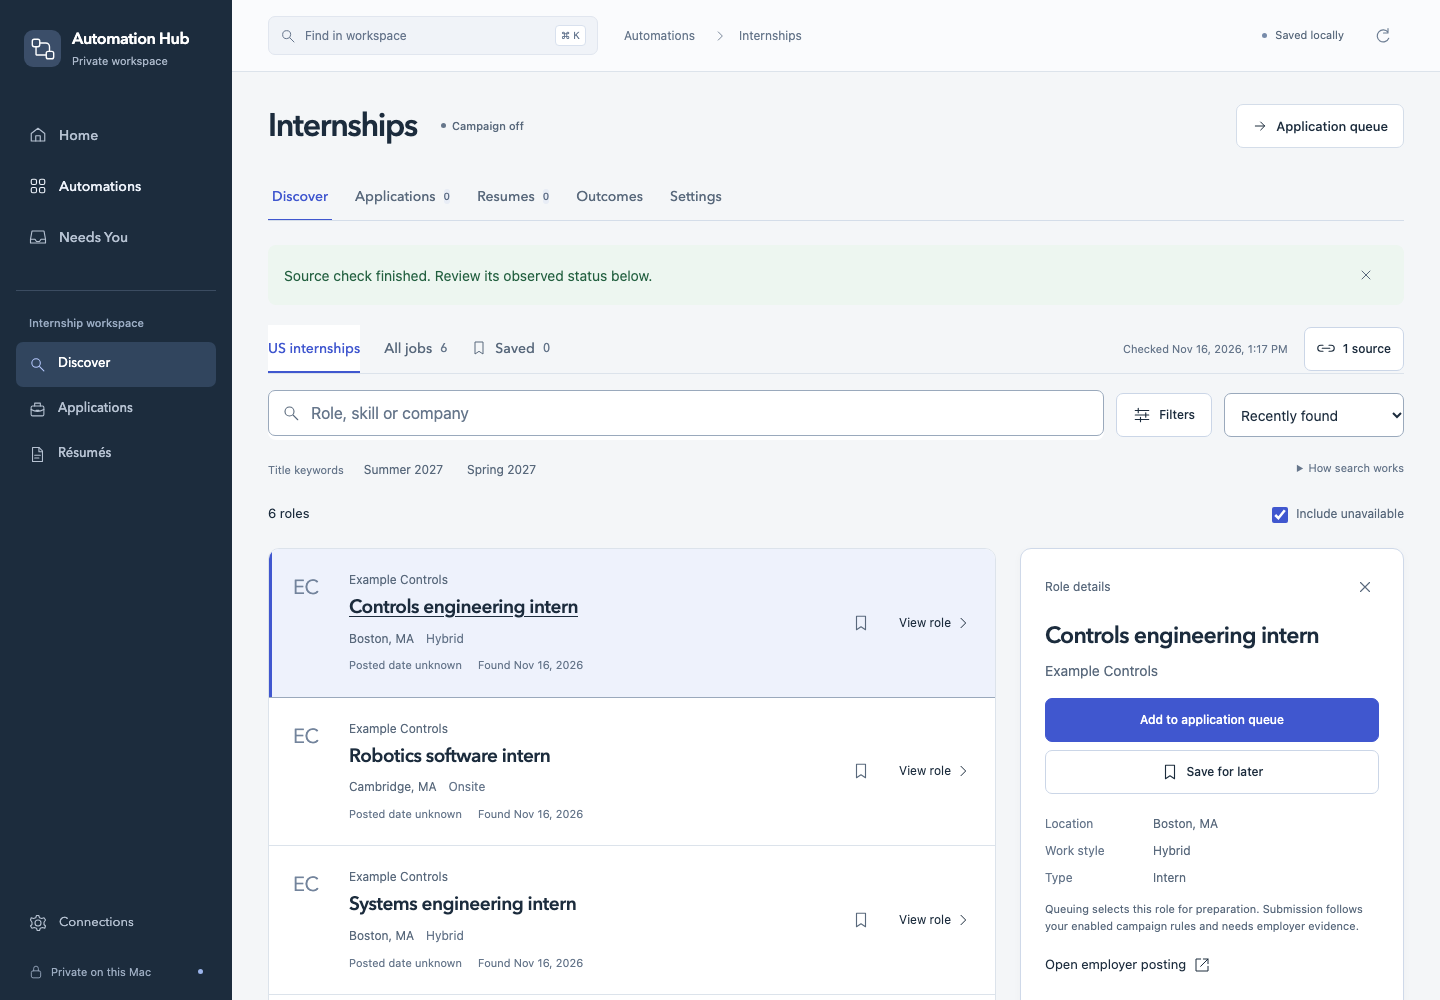 Automation Hub
Private workspace
Home
Automations
Needs You
Internship workspace
Discover
Applications
Résumés
Connections
Private on this Mac
Find in workspace
⌘ K
Automations
Internships
Saved locally
Internships
Campaign off
Application queue
Discover
Applications 0
Resumes 0
Outcomes
Settings
Source check finished. Review its observed status below.
US internships
All jobs 6
Saved 0
Checked Nov 16, 2026, 1:17 PM
1 source
Role, skill or company
Filters
Recently found
Title keywords
Summer 2027
Spring 2027
How search works
6 roles
Include unavailable
EC
Example Controls
Controls engineering intern
Boston, MA Hybrid
Posted date unknown Found Nov 16, 2026
View role
EC
Example Controls
Robotics software intern
Cambridge, MA Onsite
Posted date unknown Found Nov 16, 2026
View role
EC
Example Controls
Systems engineering intern
Boston, MA Hybrid
Posted date unknown Found Nov 16, 2026
View role
Role details
Controls engineering intern
Example Controls
Add to application queue
Save for later
Location Boston, MA
Work style Hybrid
Type Intern
Queuing selects this role for preparation. Submission follows
your enabled campaign rules and needs employer evidence.
Open employer posting